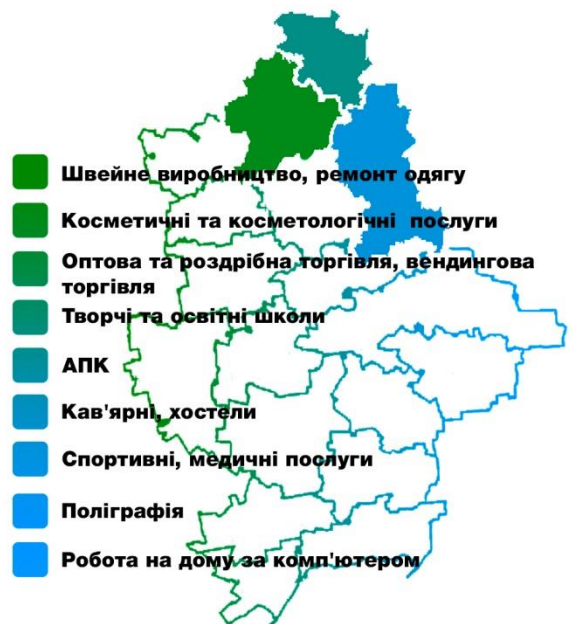 Швейне виробництво, ремонт одягу
Косметичні та косметологічні послуги
Оптова та роздрібна торгівля, вендингова
торгівля
Творчі та освітні школи
АПК
Кав'ярні, хостели
Спортивні, медичні послуги
Поліграфія
Робота на дому за комп'ютером